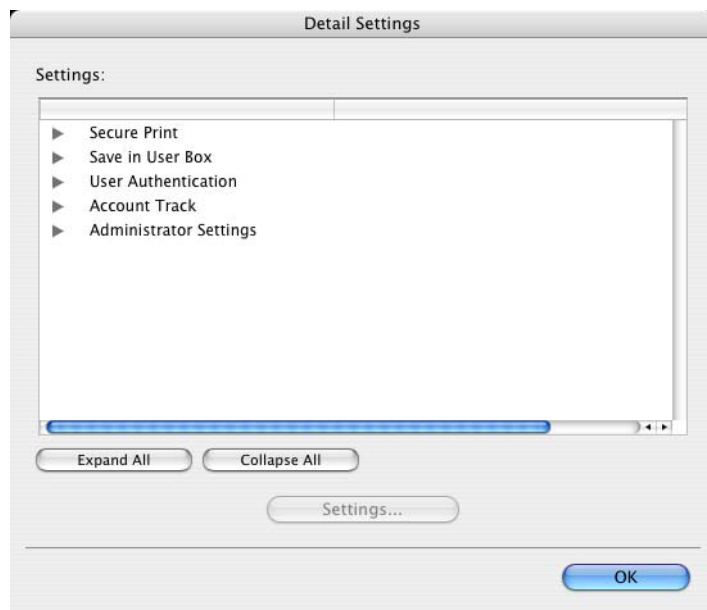 Detail Settings
Settings:
Secure Print
Save in User Box
User Authentication
Account Track
Administrator Settings
Expand All
Collapse All
Settings...
OK